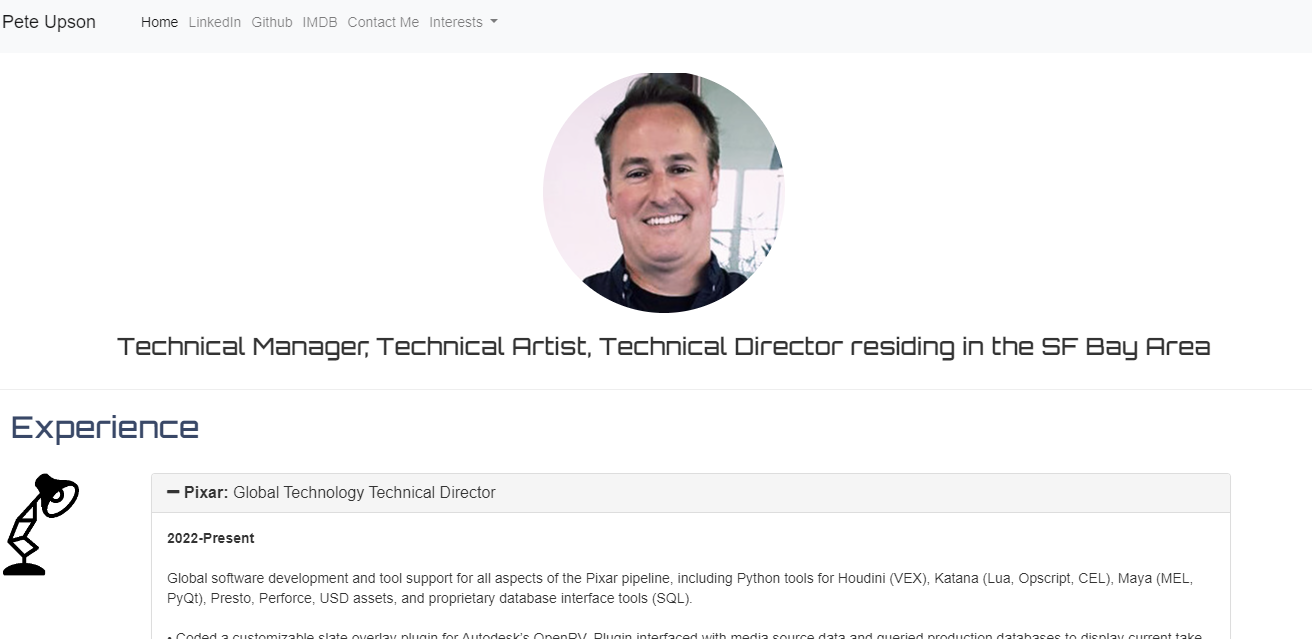 Pete Upson Home LinkedIn Github IMDB Contact Me Interests
Technical Manager, Technical Artist, Technical Director residing in the SF Bay Area
Experience
Pixar: Global Technology Technical Director
2022-Present
Global software development and tool support for all aspects of the Pixar pipeline, including Python tools for Houdini (VEX), Katana (Lua, Opscript, CEL), Maya (MEL,
PyQt), Presto, Perforce, USD assets, and proprietary database interface tools (SQL).
• Coded a customizable slate overlay plugin for Autodesk's OpenRV. Plugin interfaced with media source data and queried production databases to display current take